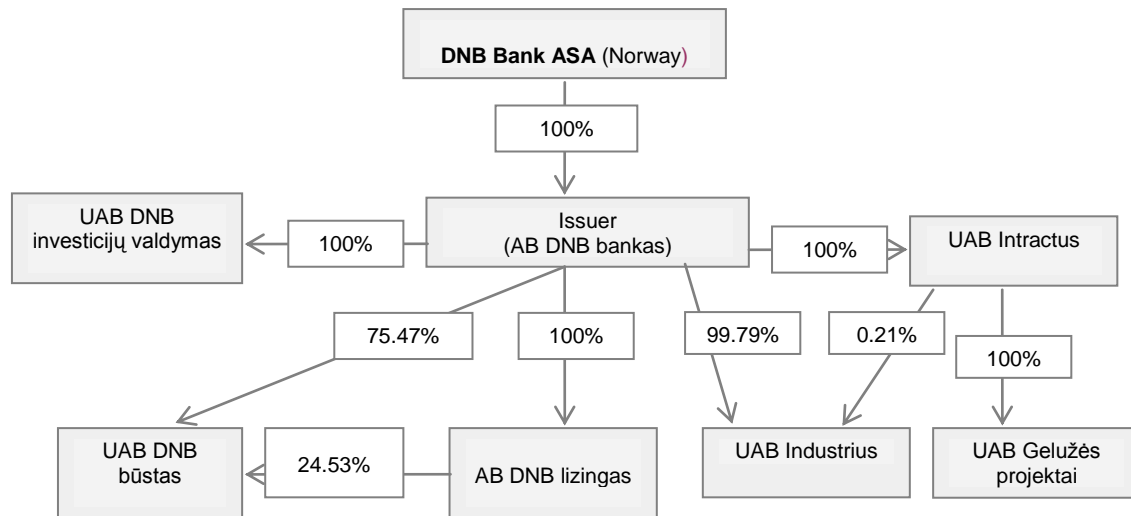 DNB Bank ASA (Norway)
100%
UAB DNB
investicijų valdymas
100%
Issuer
(AB DNB bankas)
100%
UAB Intractus
75.47%
100%
99.79%
0.21%
100%
UAB DNB
būstas
24.53%
AB DNB lizingas
UAB Industrius
UAB Gelužės
projektai